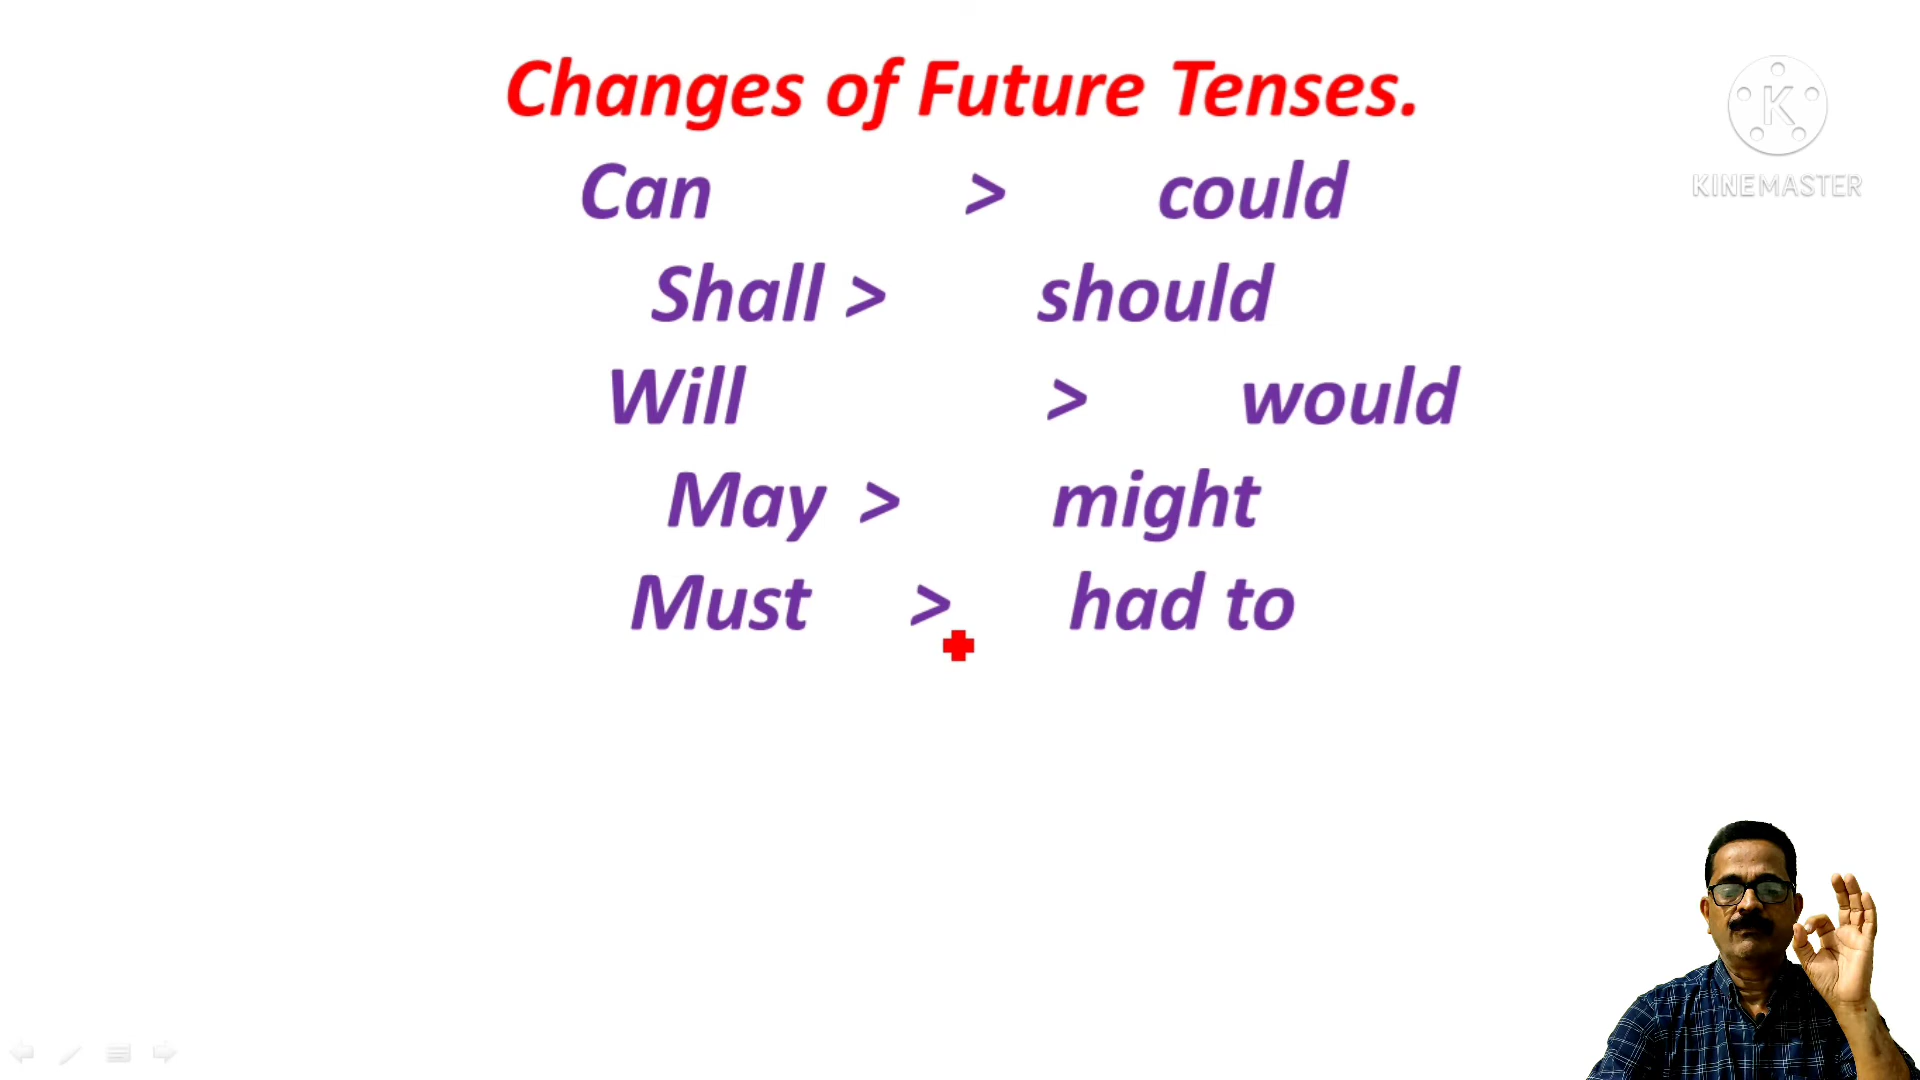 Changes of Future Tenses.
Can > could
Shall > should
Will > would
May > might
Must > had to
K
KINEMASTER